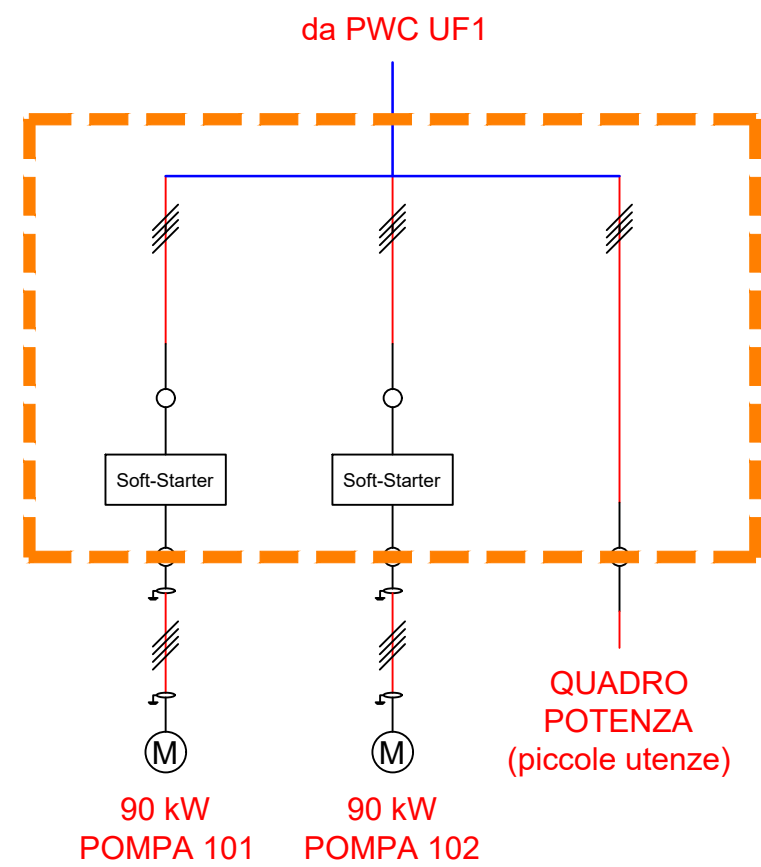 da PWC UF1
Soft-Starter
Soft-Starter
M
M
90 kW
POMPA 101
90 kW
POMPA 102
QUADRO
POTENZA
(piccole utenze)